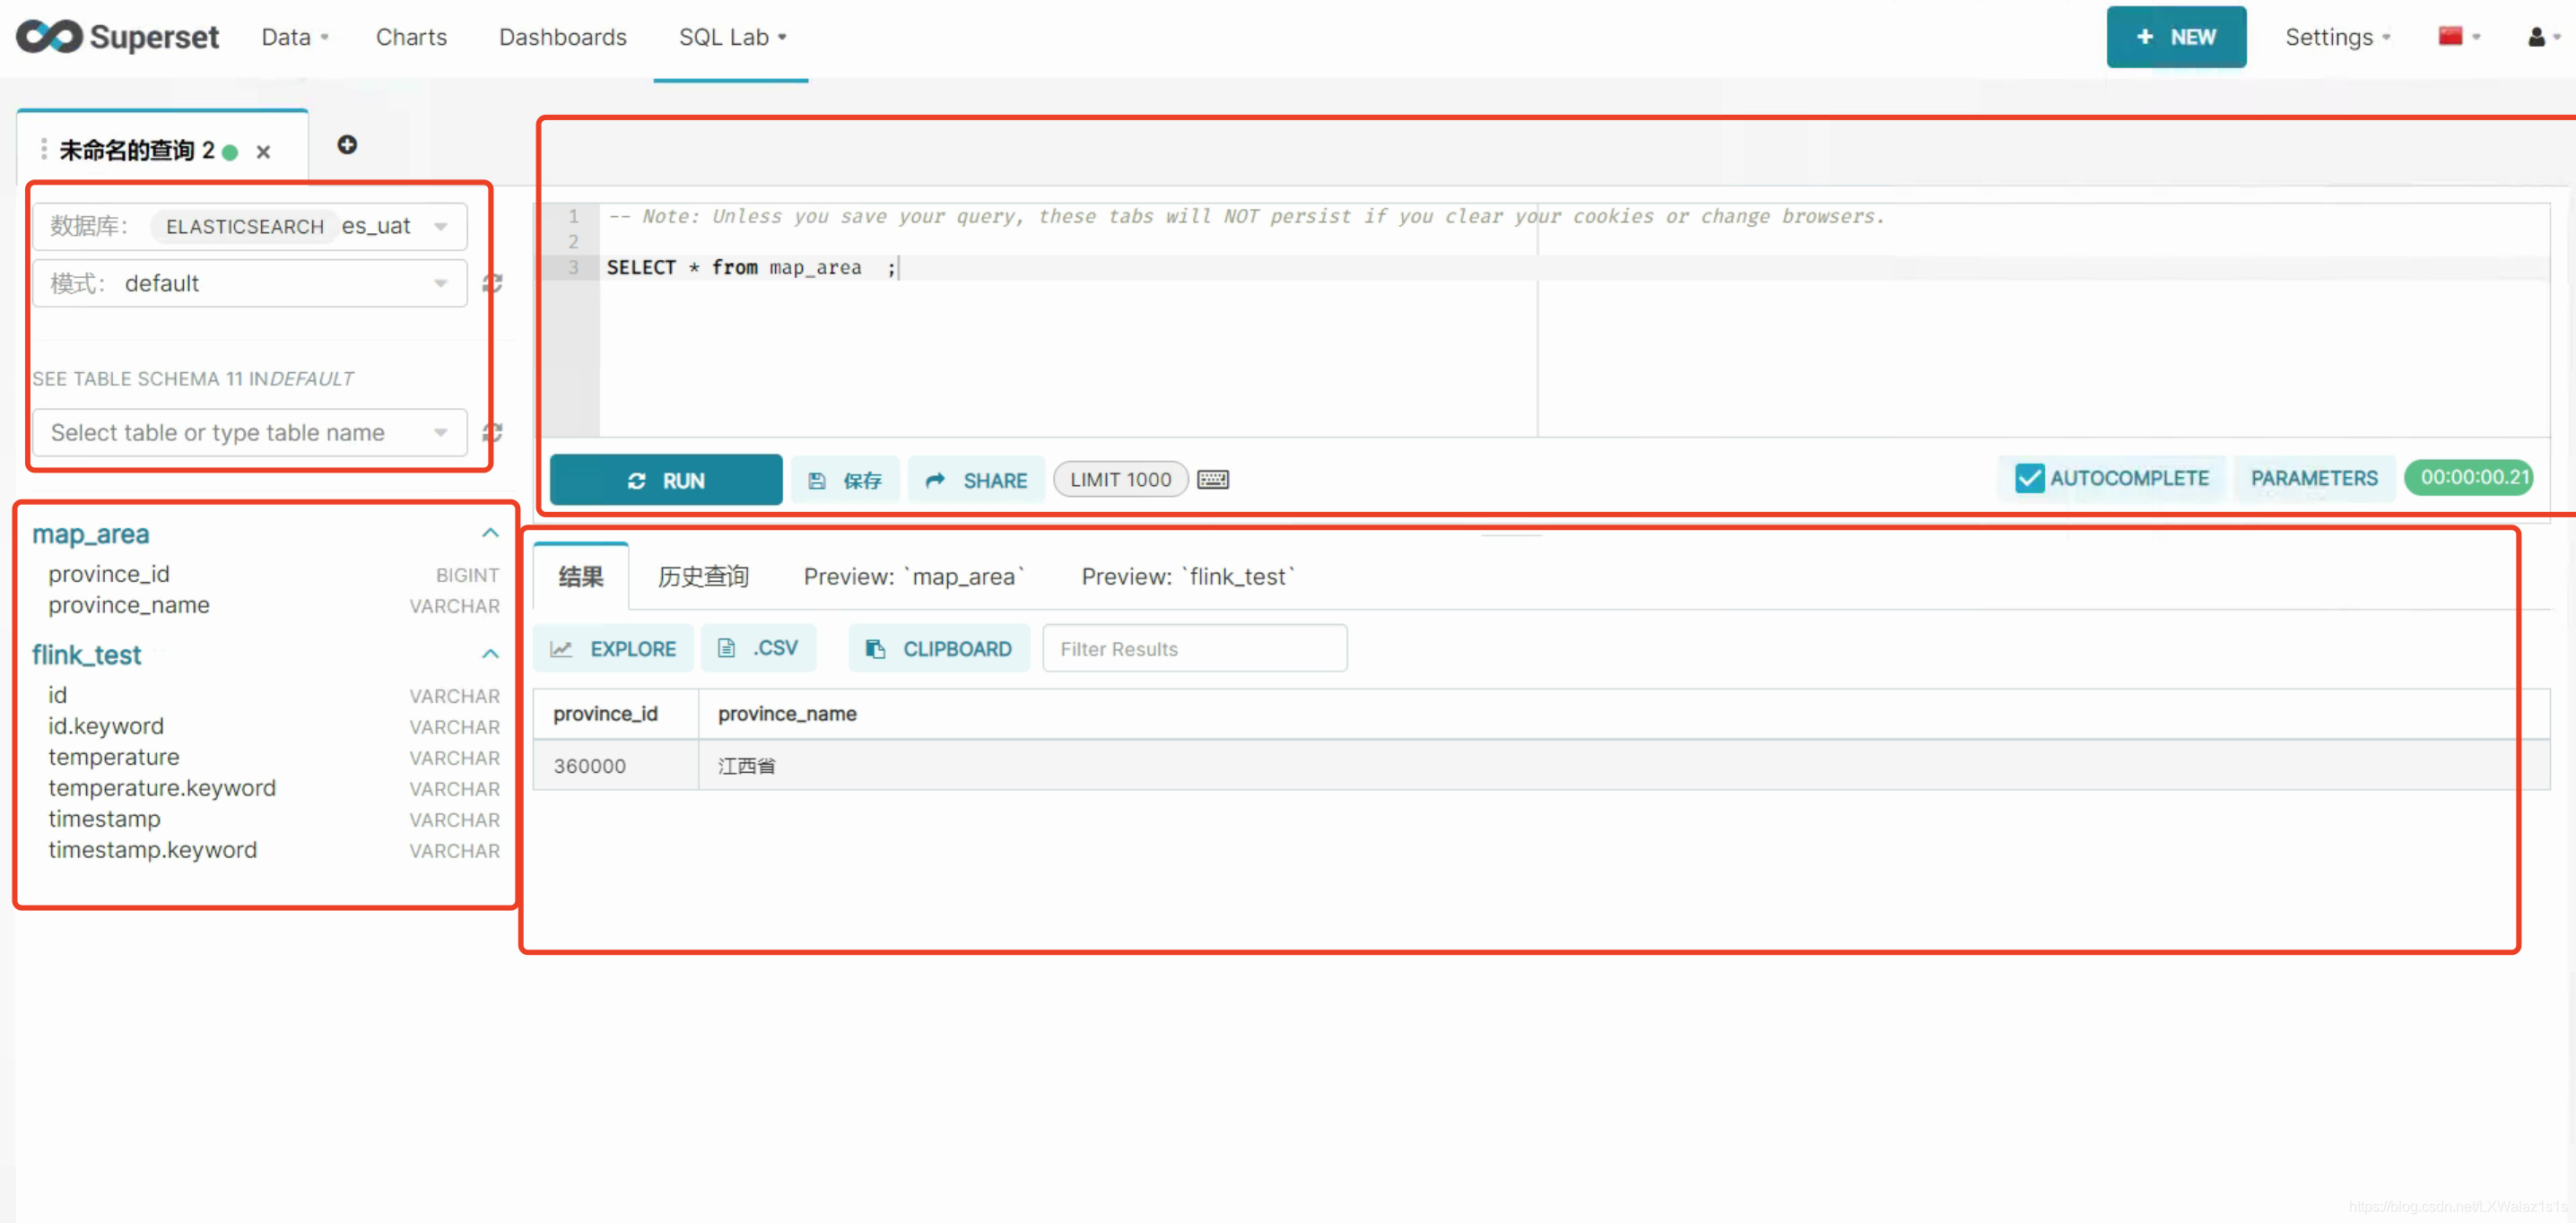 Superset Data Charts Dashboards SQL Lab + NEW Settings
未命名的查询 2 ×
数据库: ELASTICSEARCH es_uat
模式: default
SEE TABLE SCHEMA 11 IN DEFAULT
Select table or type table name
map_area
province_id BIGINT
province_name VARCHAR
flink_test
id VARCHAR
id.keyword VARCHAR
temperature VARCHAR
temperature.keyword VARCHAR
timestamp VARCHAR
timestamp.keyword VARCHAR
1 -- Note: Unless you save your query, these tabs will NOT persist if you clear your cookies or change browsers.
2
3 SELECT * from map_area ;
RUN 保存 SHARE LIMIT 1000 AUTOCOMPLETE PARAMETERS 00:00:00.21
结果 历史查询 Preview: `map_area` Preview: `flink_test`
EXPLORE .CSV CLIPBOARD Filter Results
province_id province_name
360000 江西省